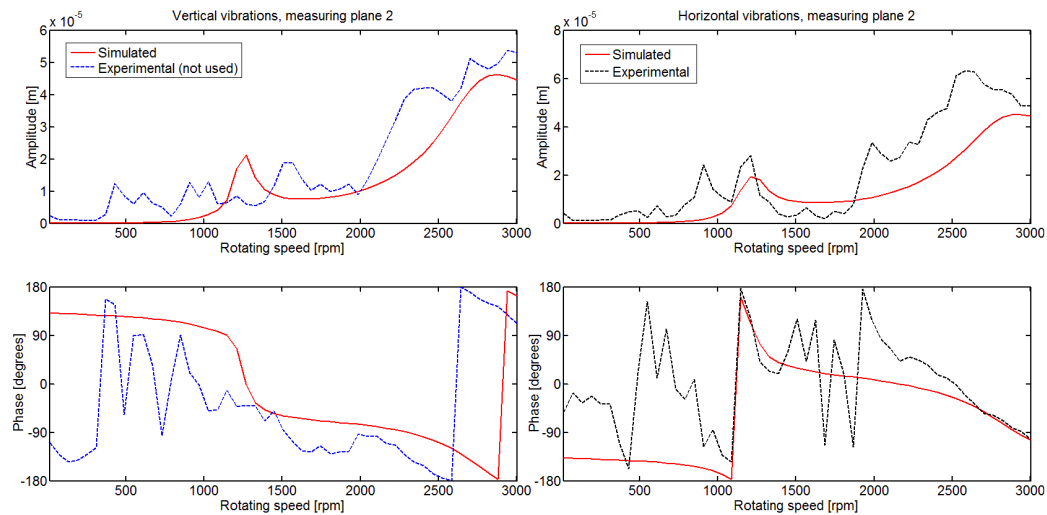 Vertical vibrations, measuring plane 2
x 10^-5
6
5
4
3
2
1
0
Amplitude [m]
Simulated
Experimental (not used)
500 1000 1500 2000 2500 3000
Rotating speed [rpm]
Horizontal vibrations, measuring plane 2
x 10^-5
8
6
4
2
0
Amplitude [m]
Simulated
Experimental
500 1000 1500 2000 2500 3000
Rotating speed [rpm]
180
90
0
-90
-180
Phase [degrees]
500 1000 1500 2000 2500 3000
Rotating speed [rpm]
180
90
0
-90
-180
Phase [degrees]
500 1000 1500 2000 2500 3000
Rotating speed [rpm]